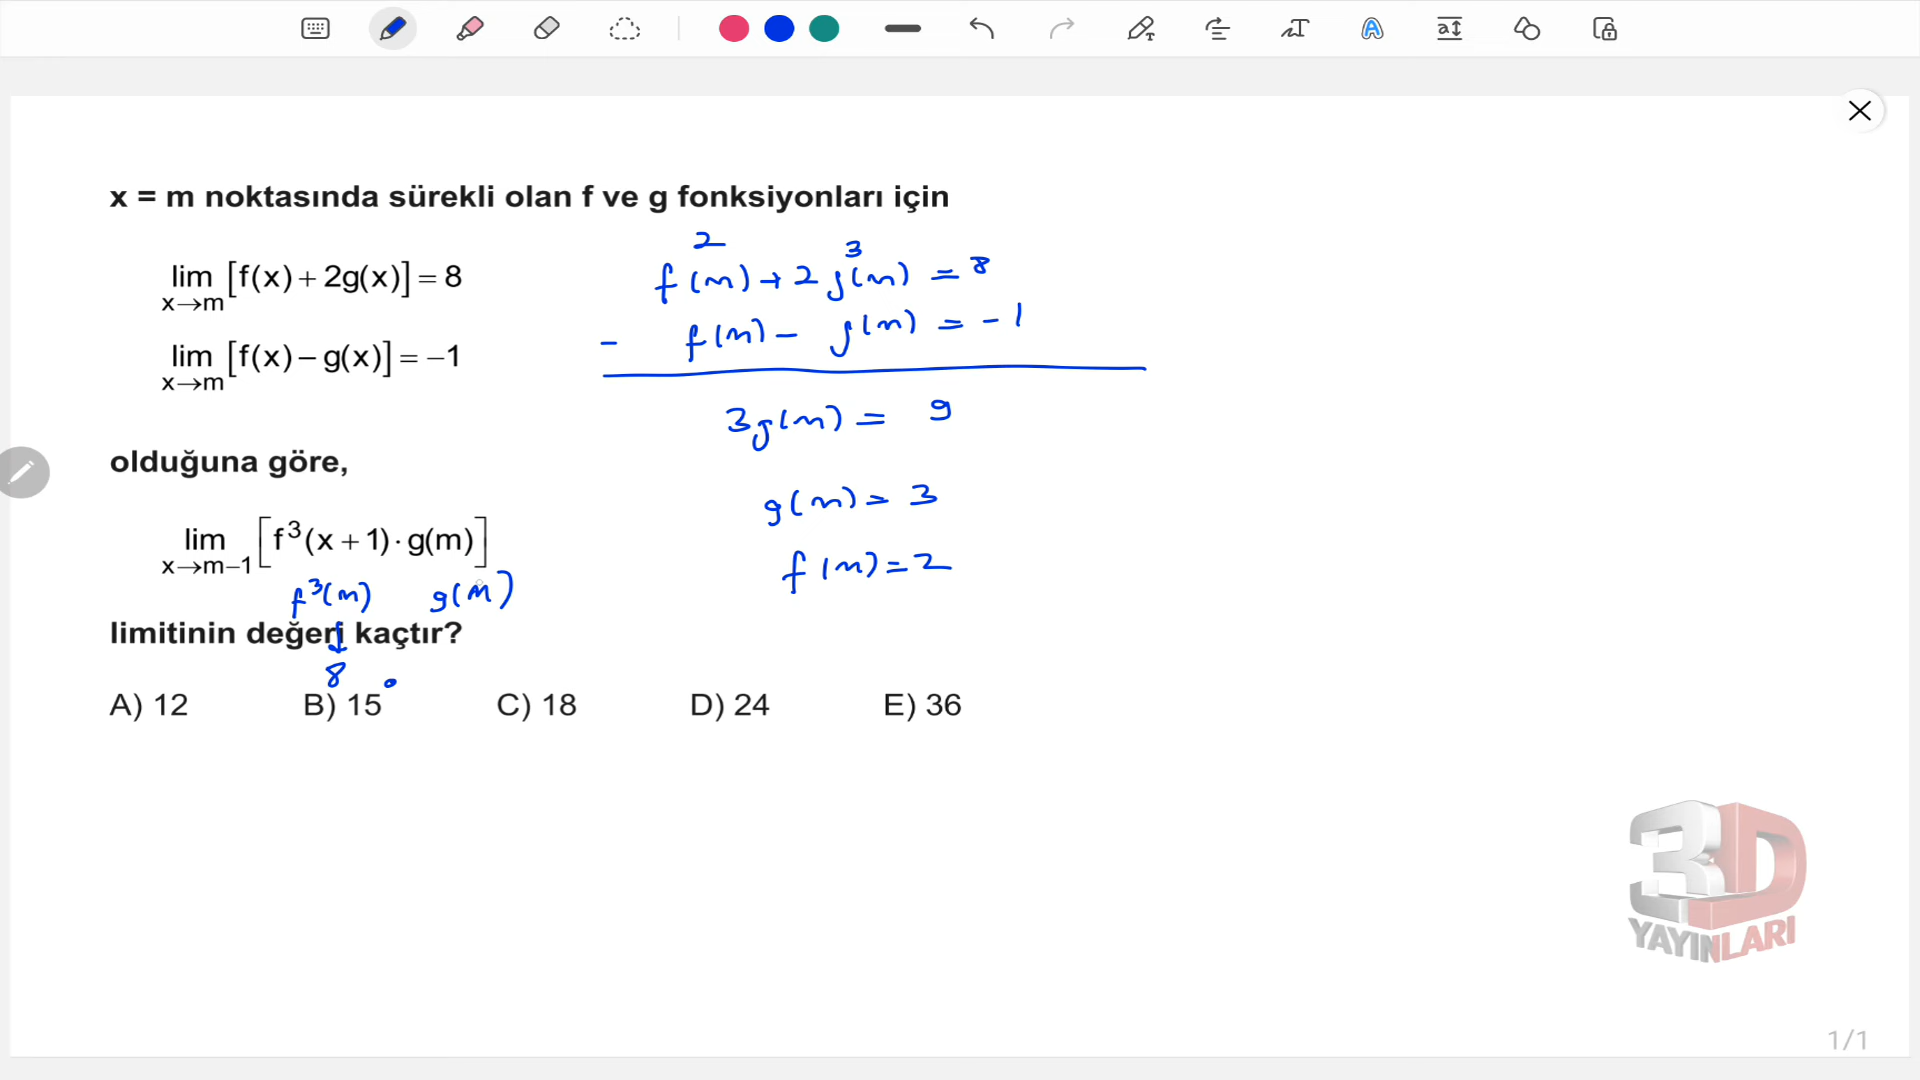 x = m noktasında sürekli olan f ve g fonksiyonları için
lim [f(x) + 2g(x)] = 8
x→m
lim [f(x) − g(x)] = −1
x→m
olduğuna göre,
lim [f³(x + 1) · g(m)]
x→m−1
f³(m) g(m)
limitinin değeri kaçtır?
8 ·
A) 12 B) 15 C) 18 D) 24 E) 36
2 3
f(m) + 2g(m) = 8
- f(m) - g(m) = -1
3g(m) = 9
g(m) = 3
f(m) = 2
3D
YAYINLARI
1/1